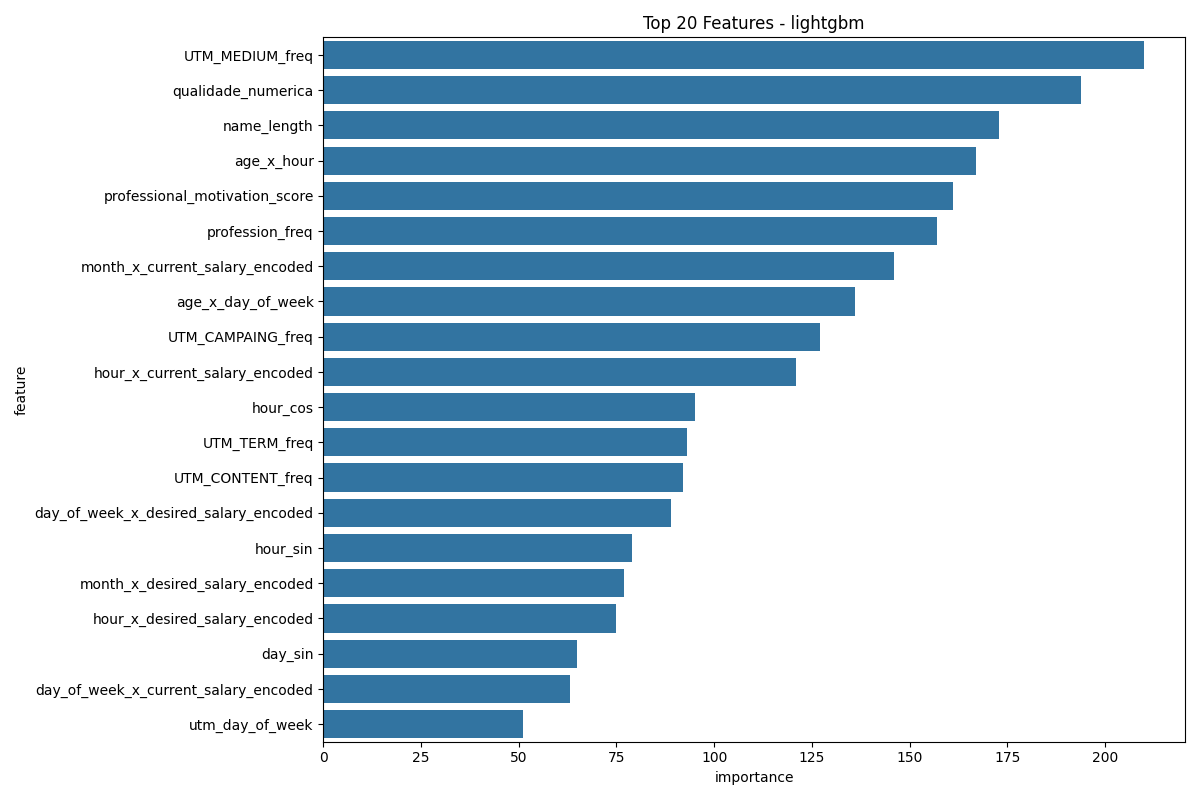 Top 20 Features - lightgbm
UTM_MEDIUM_freq
qualidade_numerica
name_length
age_x_hour
professional_motivation_score
profession_freq
month_x_current_salary_encoded
age_x_day_of_week
UTM_CAMPAING_freq
hour_x_current_salary_encoded
hour_cos
UTM_TERM_freq
UTM_CONTENT_freq
day_of_week_x_desired_salary_encoded
hour_sin
month_x_desired_salary_encoded
hour_x_desired_salary_encoded
day_sin
day_of_week_x_current_salary_encoded
utm_day_of_week
feature
0 25 50 75 100 125 150 175 200
importance